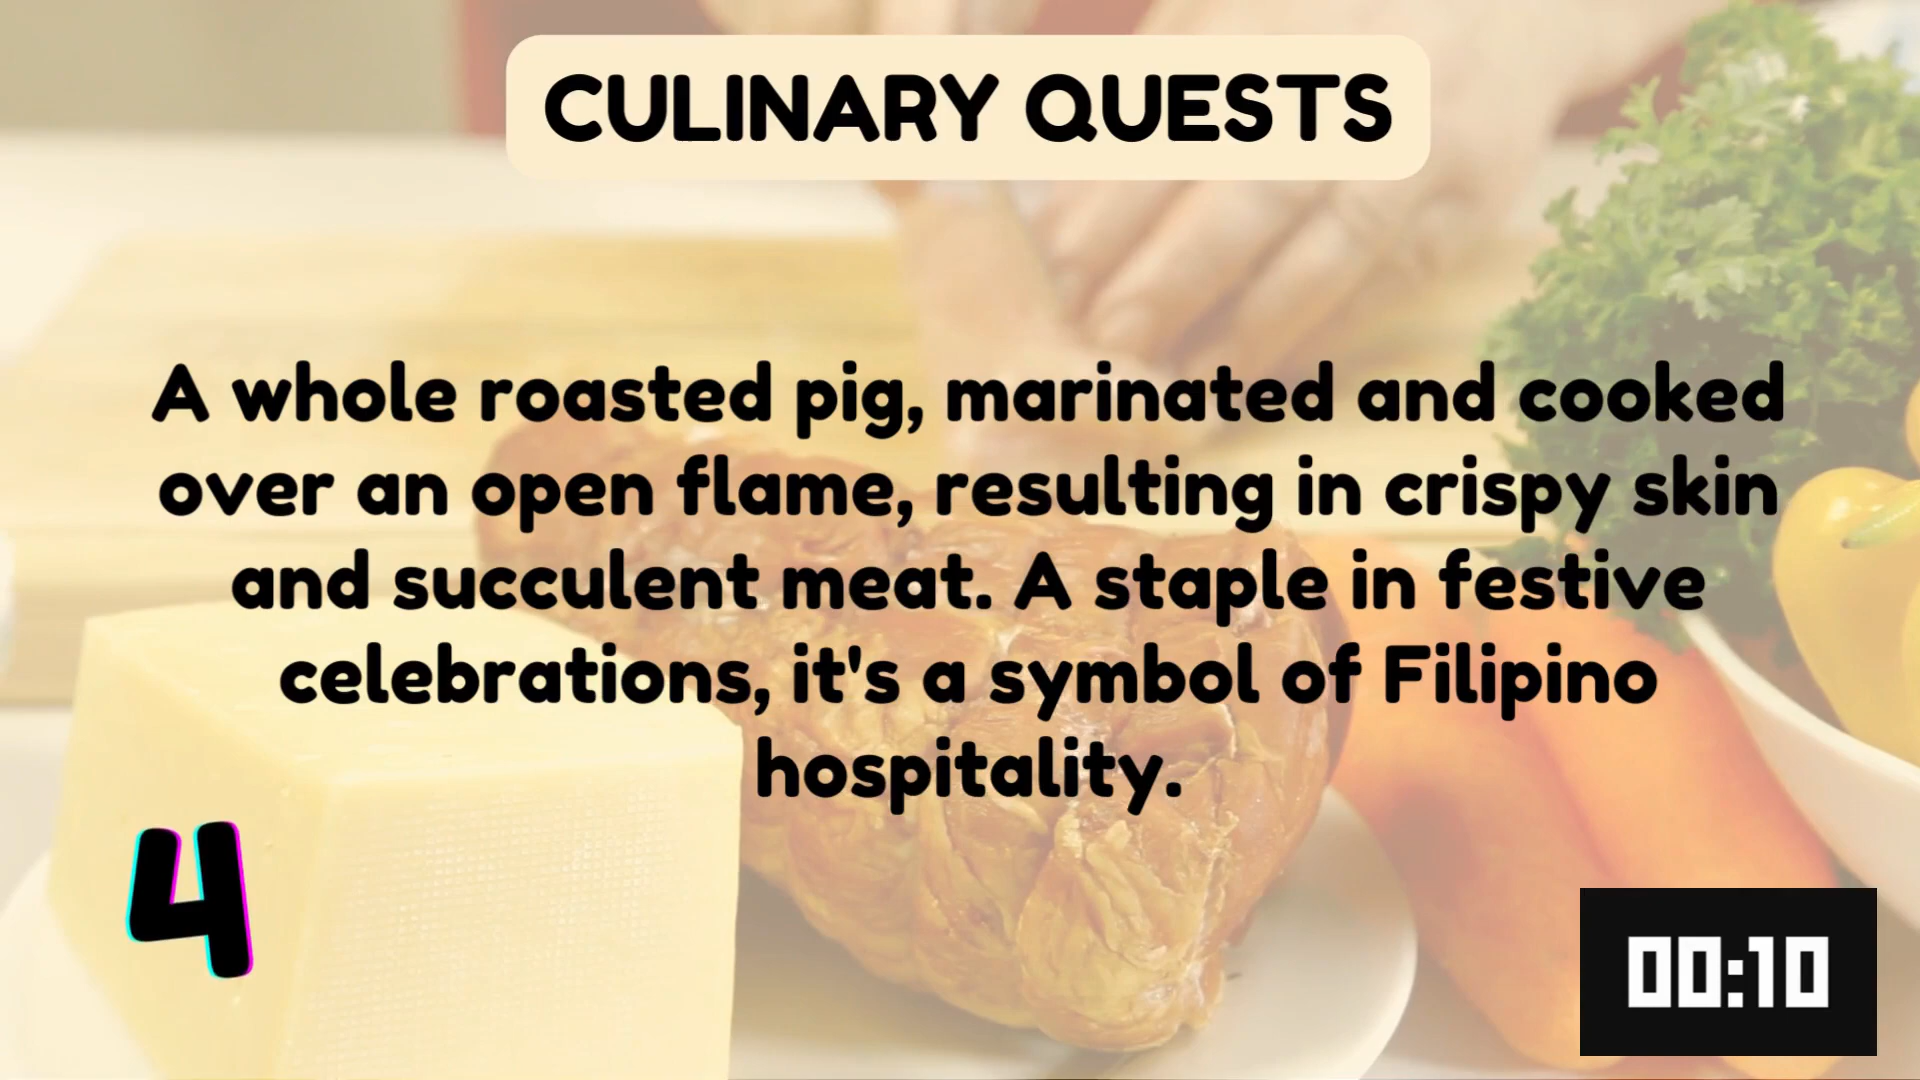 CULINARY QUESTS
A whole roasted pig, marinated and cooked
over an open flame, resulting in crispy skin
and succulent meat. A staple in festive
celebrations, it's a symbol of Filipino
hospitality.
4
00:10